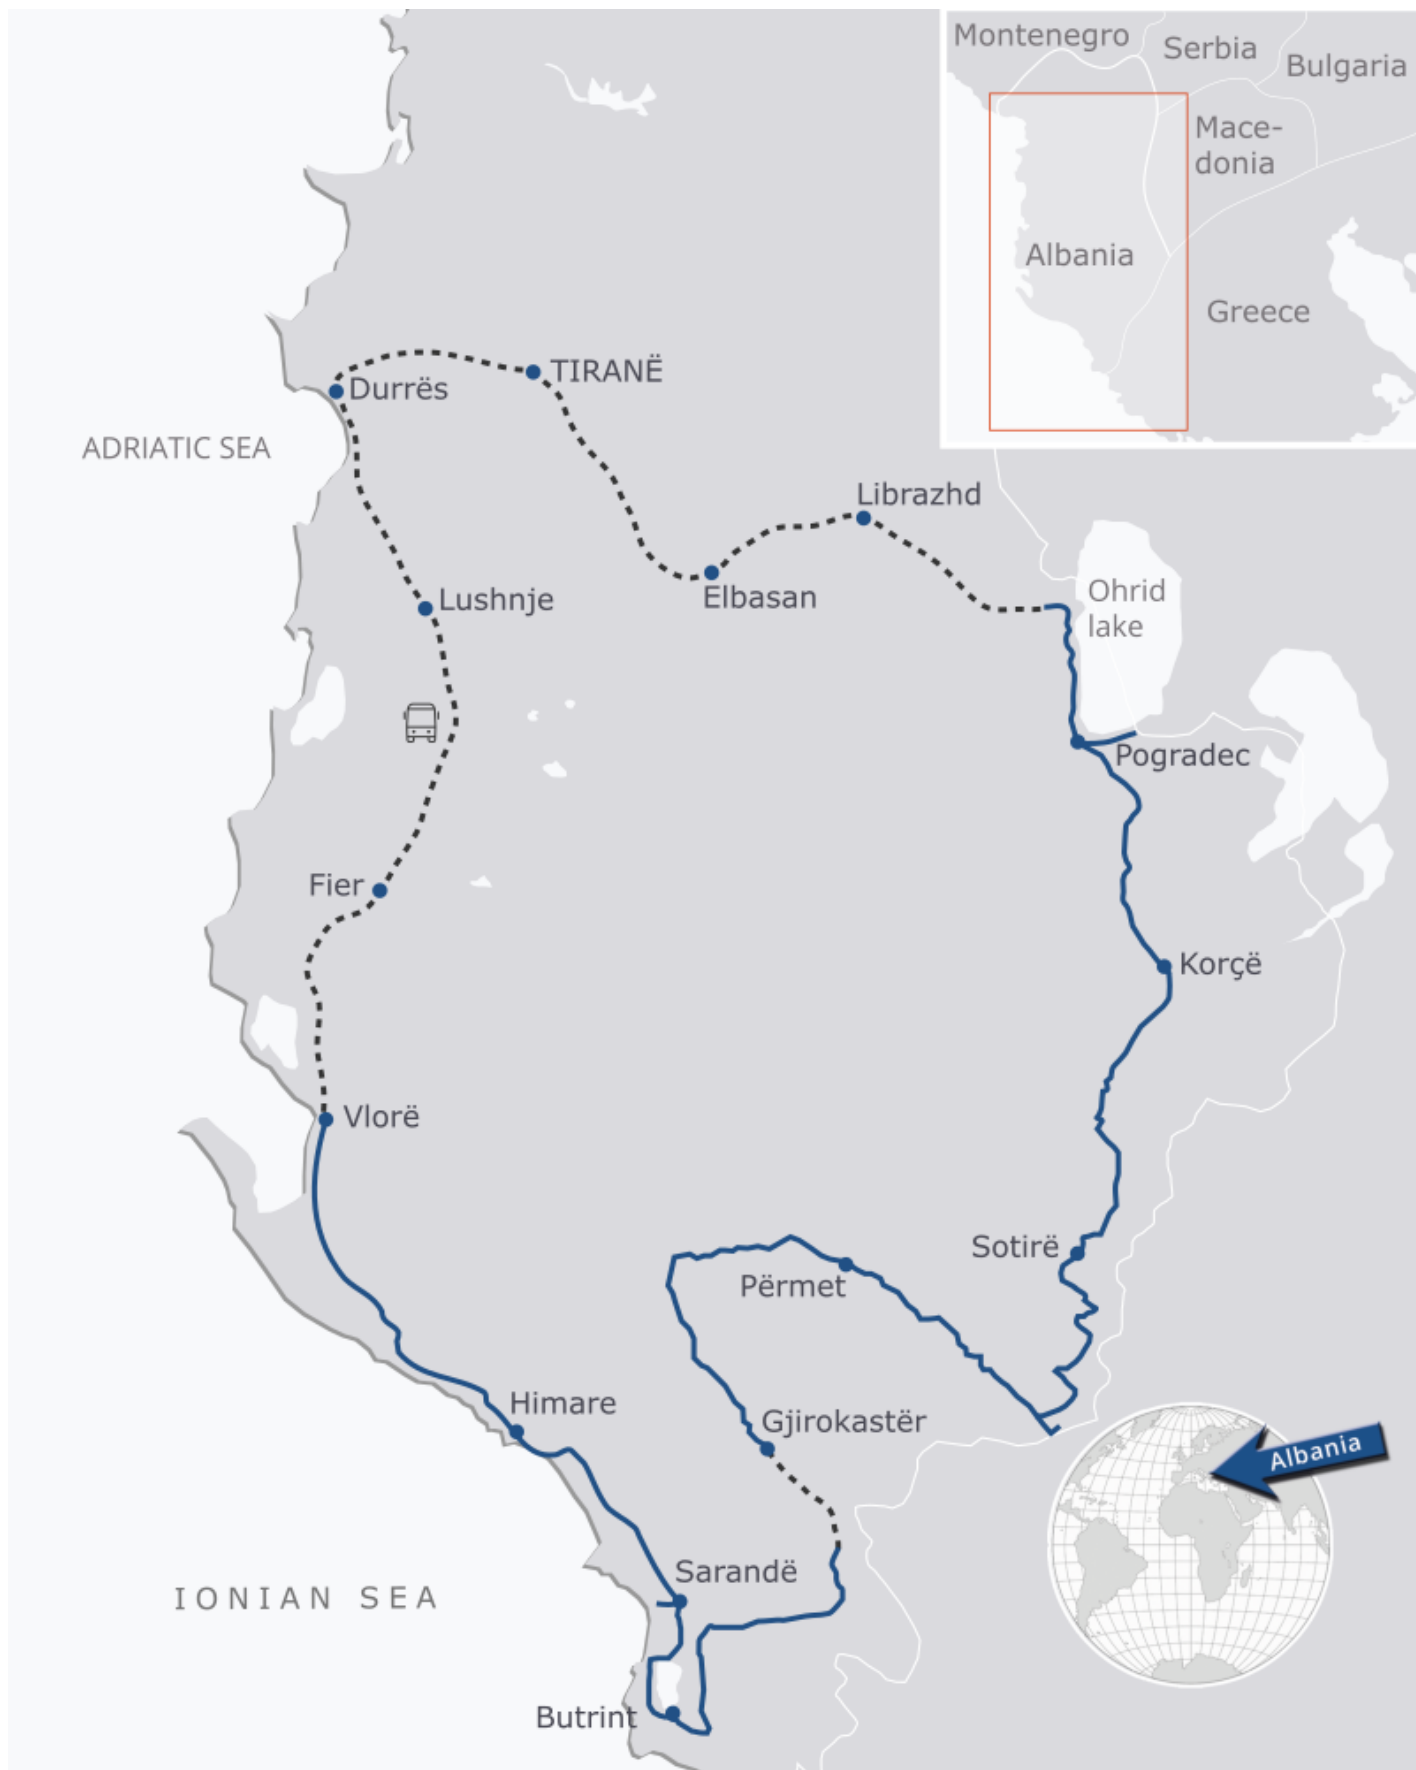 Montenegro
Serbia
Bulgaria
Mace-
donia
Albania
Greece
TIRANË
Durrës
ADRIATIC SEA
Librazhd
Elbasan
Lushnje
Ohrid
lake
Pogradec
Fier
Korçë
Vlorë
Sotirë
Përmet
Himare
Gjirokastër
Albania
Sarandë
IONIAN SEA
Butrint